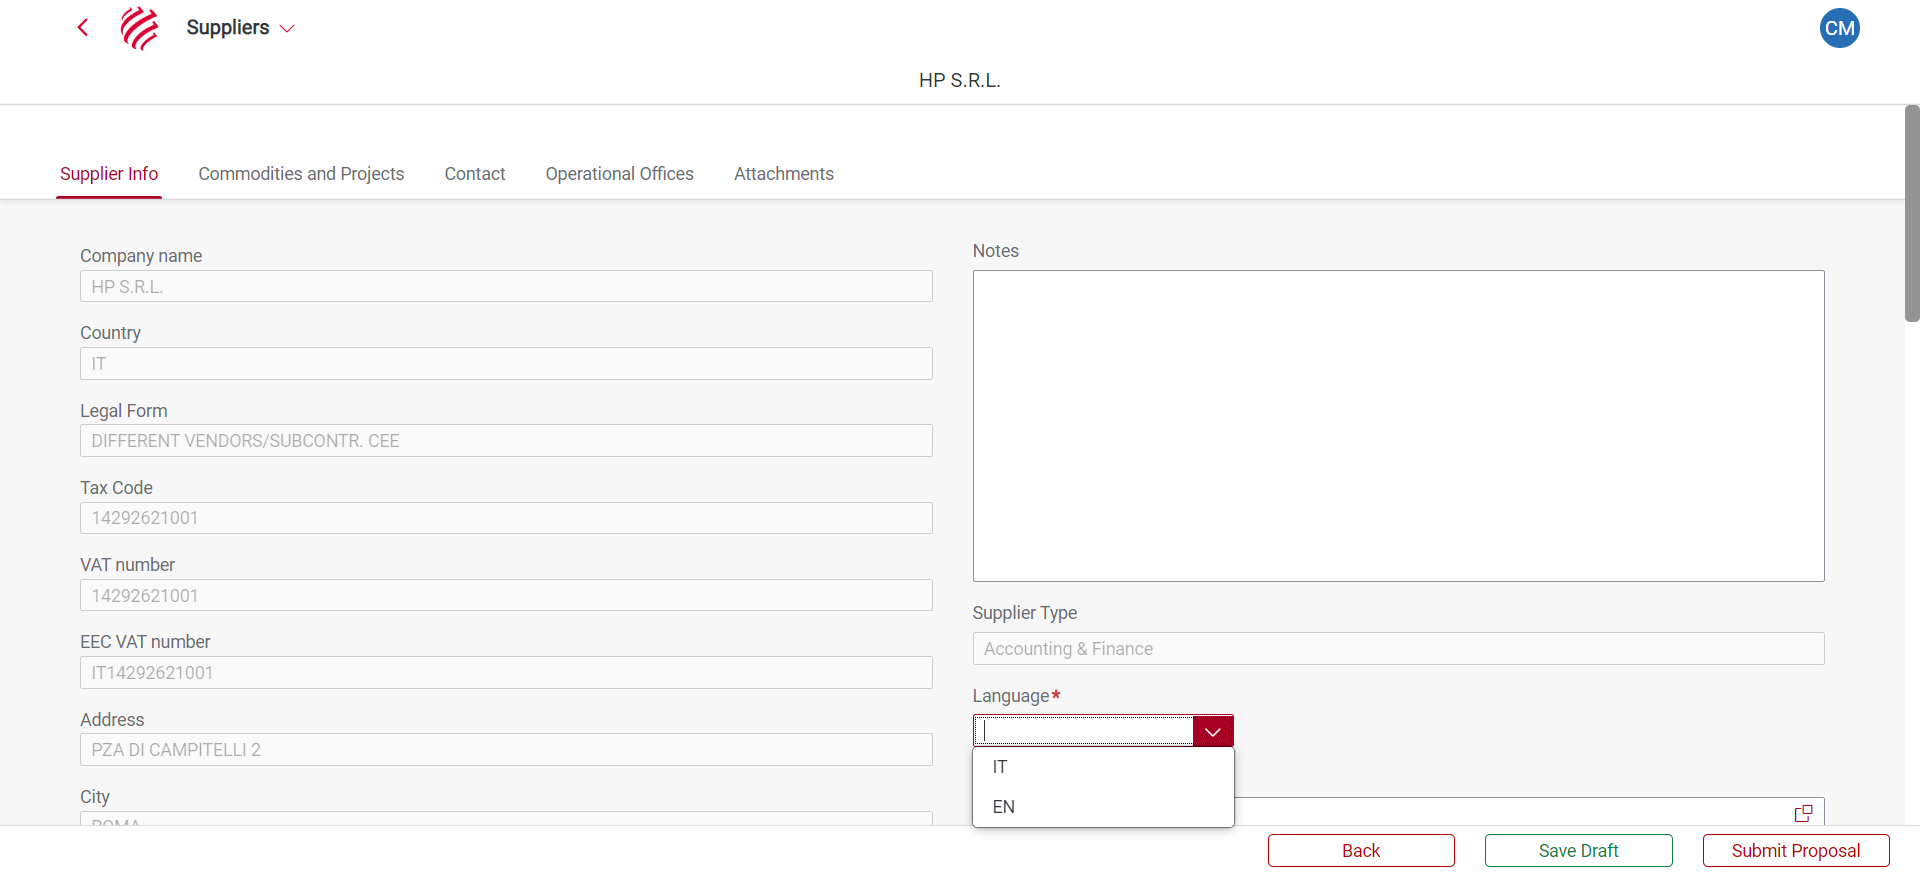 Suppliers
CM
HP S.R.L.
Supplier Info
Commodities and Projects
Contact
Operational Offices
Attachments
Company name
HP S.R.L.
Country
IT
Legal Form
DIFFERENT VENDORS/SUBCONTR. CEE
Tax Code
14292621001
VAT number
14292621001
EEC VAT number
IT14292621001
Address
PZA DI CAMPITELLI 2
City
ROMA
Notes
Supplier Type
Accounting & Finance
Language*
IT
EN
Back
Save Draft
Submit Proposal